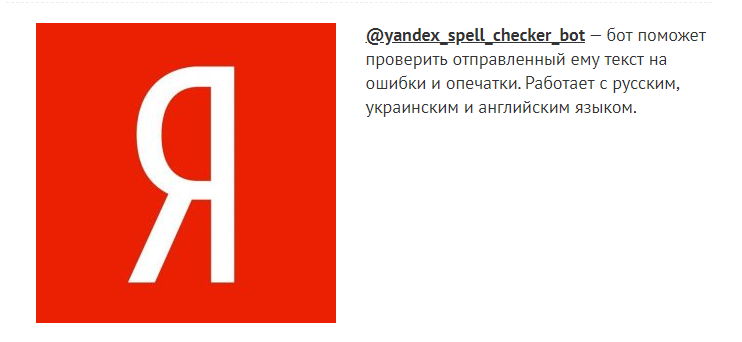 Я
@yandex_spell_checker_bot — бот поможет
проверить отправленный ему текст на
ошибки и опечатки. Работает с русским,
украинским и английским языком.